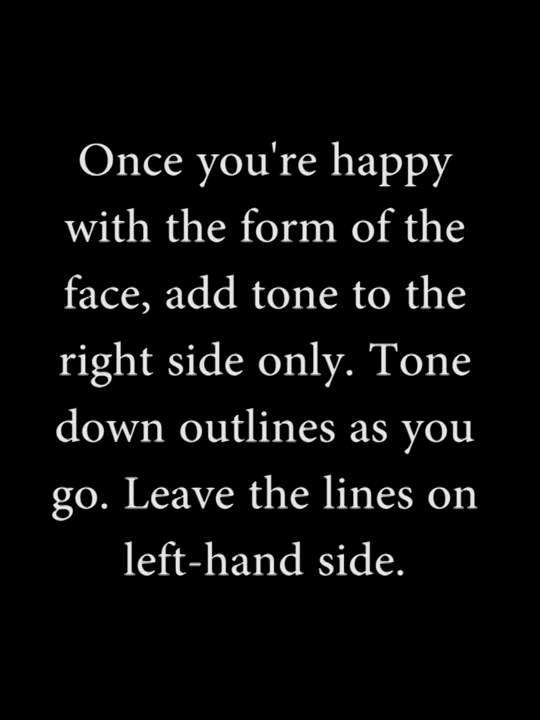 Once you're happy
with the form of the
face, add tone to the
right side only. Tone
down outlines as you
go. Leave the lines on
left-hand side.